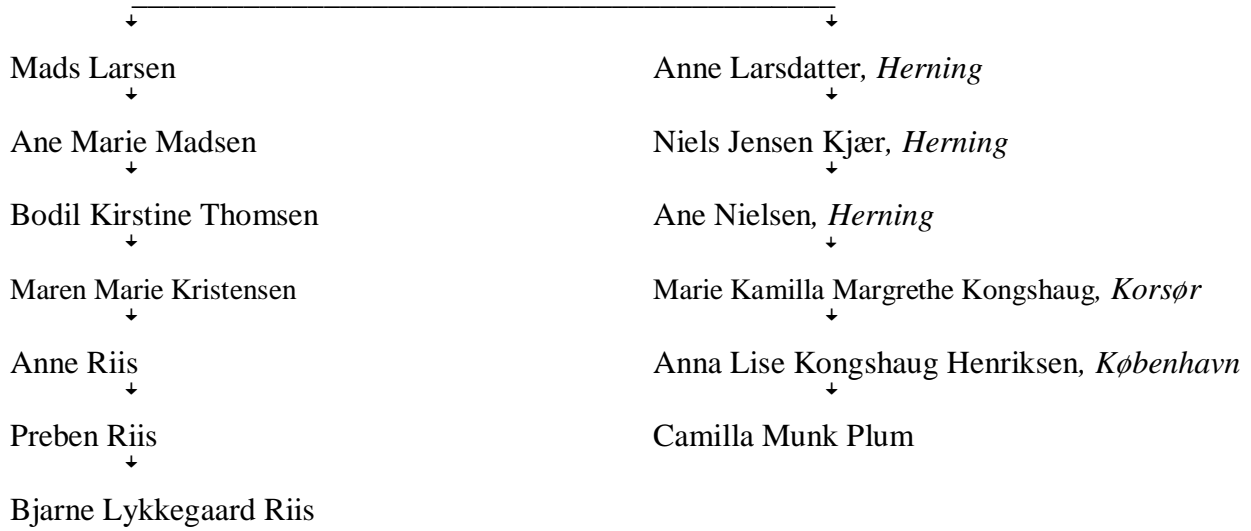 Mads Larsen Anne Larsdatter, Herning
Ane Marie Madsen Niels Jensen Kjær, Herning
Bodil Kirstine Thomsen Ane Nielsen, Herning
Maren Marie Kristensen Marie Kamilla Margrethe Kongshaug, Korsør
Anne Riis Anna Lise Kongshaug Henriksen, København
Preben Riis Camilla Munk Plum
Bjarne Lykkegaard Riis